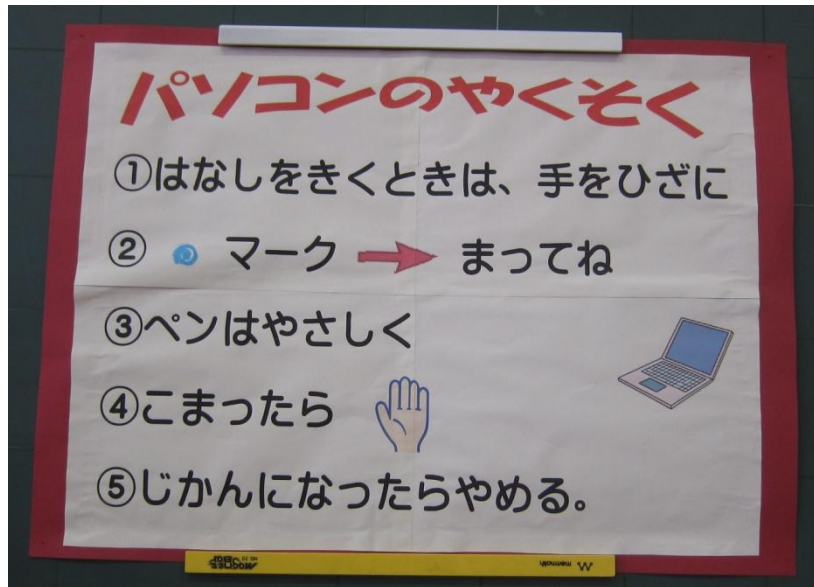 パソコンのやくそく
①はなしをきくときは、手をひざに
② マーク → まってね
③ペンはやさしく
④こまったら
⑤じかんになったらやめる。